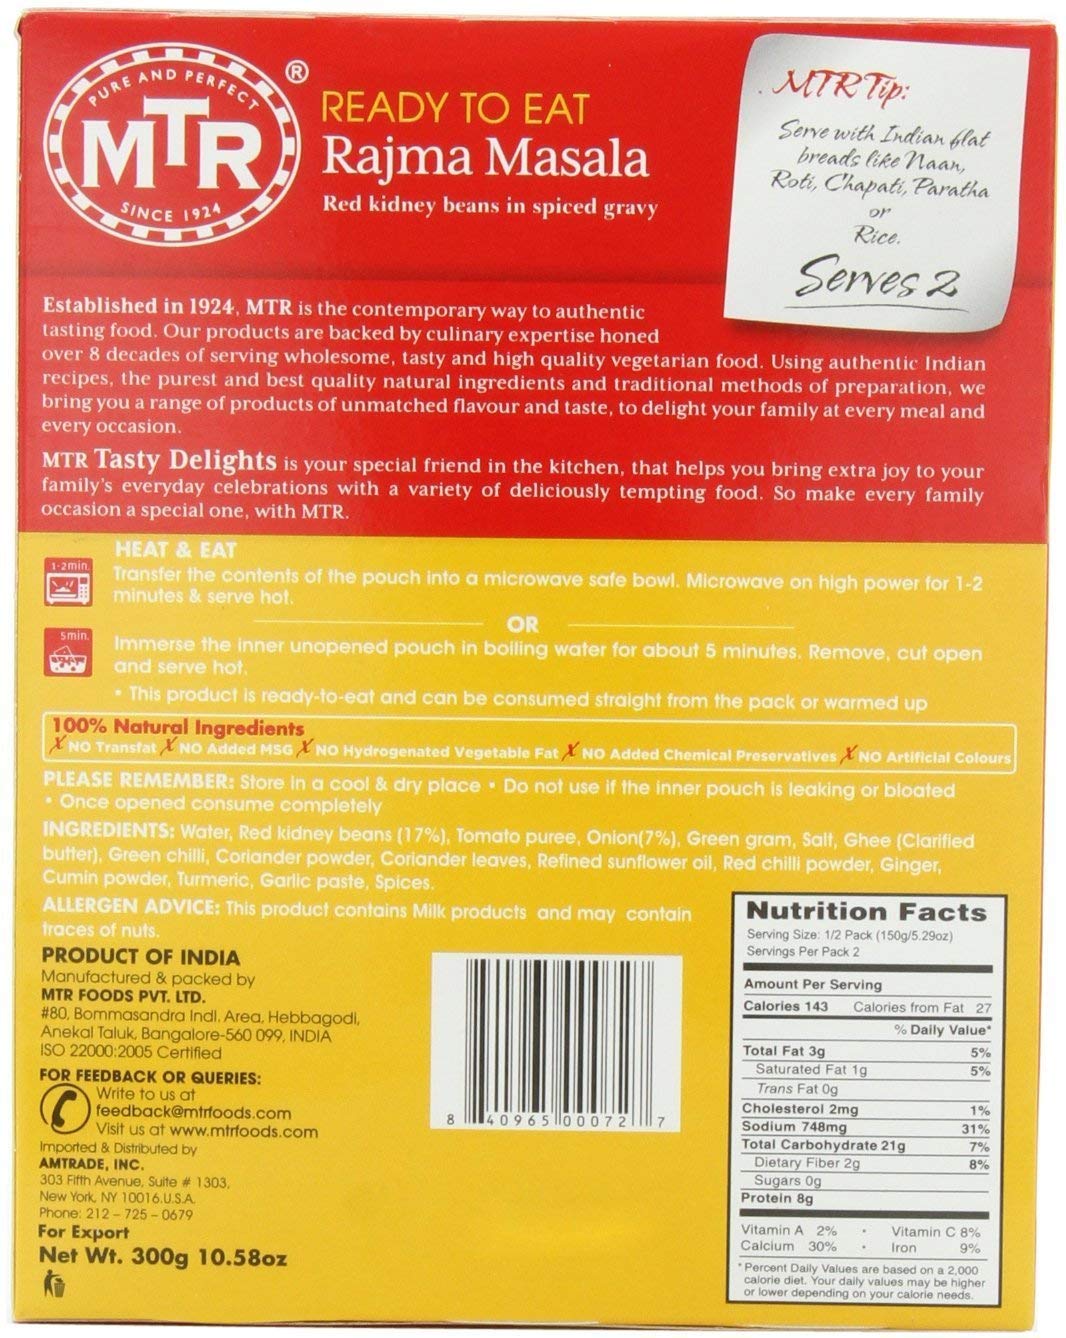 PURE AND PERFECT
MTR
SINCE 1924
®
READY TO EAT
Rajma Masala
Red kidney beans in spiced gravy
MTR Tip:
Serve with Indian flat
breads like Naan,
Roti, Chapati, Paratha
or
Rice.
Serves 2
Established in 1924, MTR is the contemporary way to authentic
tasting food. Our products are backed by culinary expertise honed
over 8 decades of serving wholesome, tasty and high quality vegetarian food. Using authentic Indian
recipes, the purest and best quality natural ingredients and traditional methods of preparation, we
bring you a range of products of unmatched flavour and taste, to delight your family at every meal and
every occasion.
MTR Tasty Delights is your special friend in the kitchen, that helps you bring extra joy to your
family's everyday celebrations with a variety of deliciously tempting food. So make every family
occasion a special one, with MTR.
HEAT & EAT
1-2min.
Transfer the contents of the pouch into a microwave safe bowl. Microwave on high power for 1-2
minutes & serve hot.
OR
5min.
Immerse the inner unopened pouch in boiling water for about 5 minutes. Remove, cut open
and serve hot.
• This product is ready-to-eat and can be consumed straight from the pack or warmed up
100% Natural Ingredients
X NO Transfat X NO Added MSG X NO Hydrogenated Vegetable Fat X NO Added Chemical Preservatives X NO Artificial Colours
PLEASE REMEMBER: Store in a cool & dry place • Do not use if the inner pouch is leaking or bloated
• Once opened consume completely
INGREDIENTS: Water, Red kidney beans (17%), Tomato puree, Onion(7%), Green gram, Salt, Ghee (Clarified
butter), Green chilli, Coriander powder, Coriander leaves, Refined sunflower oil, Red chilli powder, Ginger,
Cumin powder, Turmeric, Garlic paste, Spices.
ALLERGEN ADVICE: This product contains Milk products and may contain
traces of nuts.
PRODUCT OF INDIA
Manufactured & packed by
MTR FOODS PVT. LTD.
#80, Bommasandra Indl. Area, Hebbagodi,
Anekal Taluk, Bangalore-560 099, INDIA
ISO 22000:2005 Certified
FOR FEEDBACK OR QUERIES:
Write to us at
feedback@mtrfoods.com
Visit us at www.mtrfoods.com
Imported & Distributed by
AMTRADE, INC.
303 Fifth Avenue, Suite # 1303,
New York, NY 10016.U.S.A.
Phone: 212 – 725 – 0679
For Export
Net Wt. 300g 10.58oz
8 40965 00072 7
Nutrition Facts
Serving Size: 1/2 Pack (150g/5.29oz)
Servings Per Pack 2
Amount Per Serving
Calories 143 Calories from Fat 27
% Daily Value*
Total Fat 3g 5%
Saturated Fat 1g 5%
Trans Fat 0g
Cholesterol 2mg 1%
Sodium 748mg 31%
Total Carbohydrate 21g 7%
Dietary Fiber 2g 8%
Sugars 0g
Protein 8g
Vitamin A 2% • Vitamin C 8%
Calcium 30% • Iron 9%
*Percent Daily Values are based on a 2,000
calorie diet. Your daily values may be higher
or lower depending on your calorie needs.